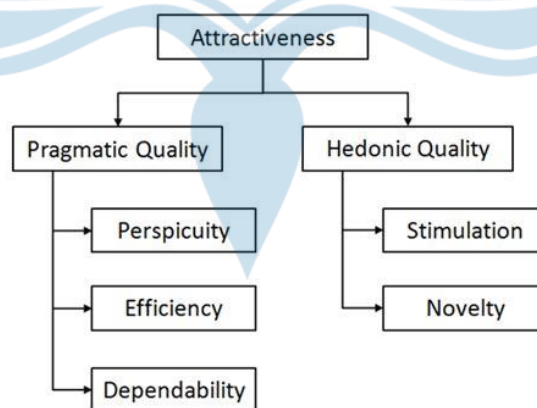 Attractiveness
Pragmatic Quality
Hedonic Quality
Perspicuity
Stimulation
Efficiency
Novelty
Dependability